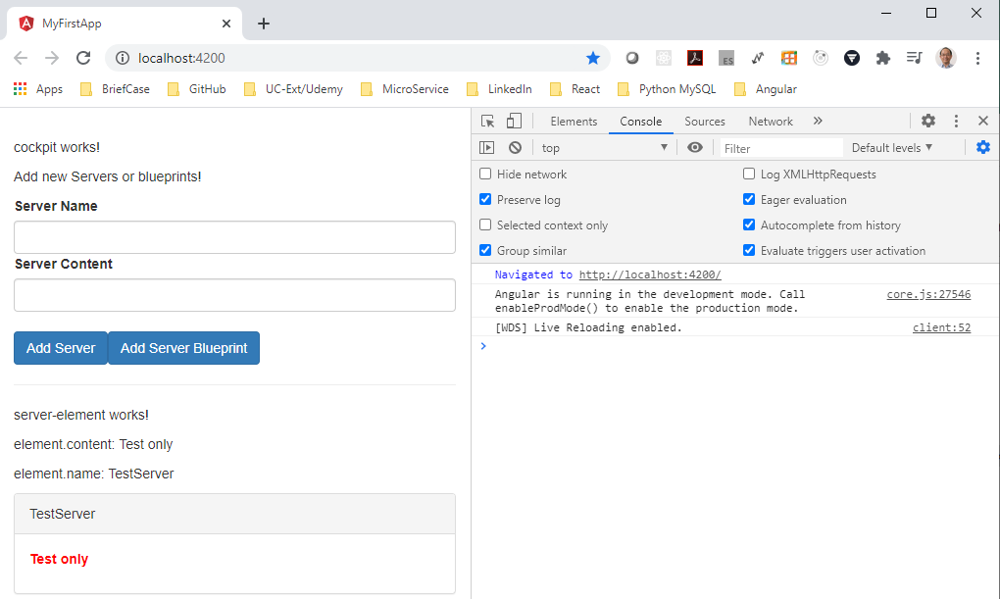 MyFirstApp
localhost:4200
ES
Apps BriefCase GitHub UC-Ext/Udemy MicroService LinkedIn React Python MySQL Angular
cockpit works!
Add new Servers or blueprints!
Server Name
Server Content
Add Server Add Server Blueprint
server-element works!
element.content: Test only
element.name: TestServer
TestServer
Test only
Elements Console Sources Network
top Filter Default levels
Hide network Log XMLHttpRequests
Preserve log Eager evaluation
Selected context only Autocomplete from history
Group similar Evaluate triggers user activation
Navigated to http://localhost:4200/
Angular is running in the development mode. Call core.js:27546
enableProdMode() to enable the production mode.
[WDS] Live Reloading enabled. client:52